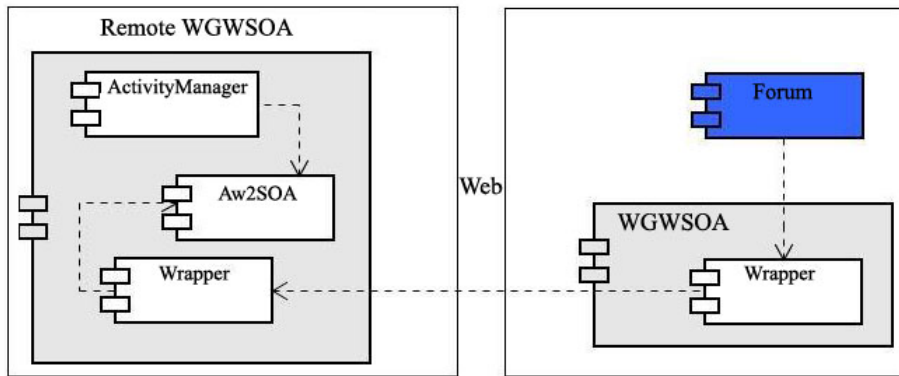 Remote WGWSOA
ActivityManager
Aw2SOA
Wrapper
Web
Forum
WGWSOA
Wrapper